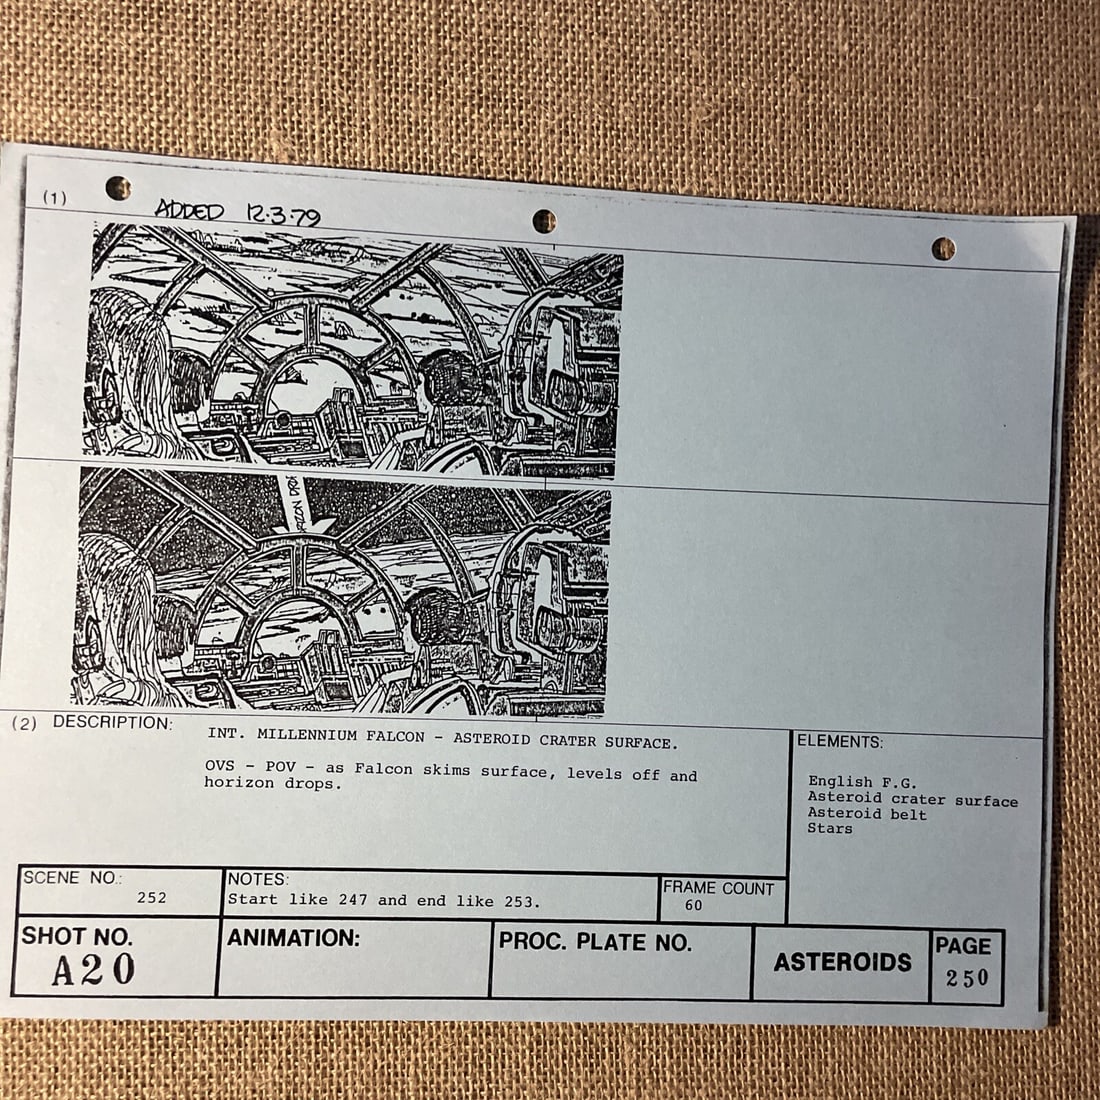 (1)
ADDED 12.3.79
(2) DESCRIPTION:
INT. MILLENNIUM FALCON - ASTEROID CRATER SURFACE.
OVS - POV - as Falcon skims surface, levels off and
horizon drops.
ELEMENTS:
English F.G.
Asteroid crater surface
Asteroid belt
Stars
SCENE NO.:
252
NOTES:
Start like 247 and end like 253.
FRAME COUNT
60
SHOT NO.
A20
ANIMATION:
PROC. PLATE NO.
ASTEROIDS
PAGE
250